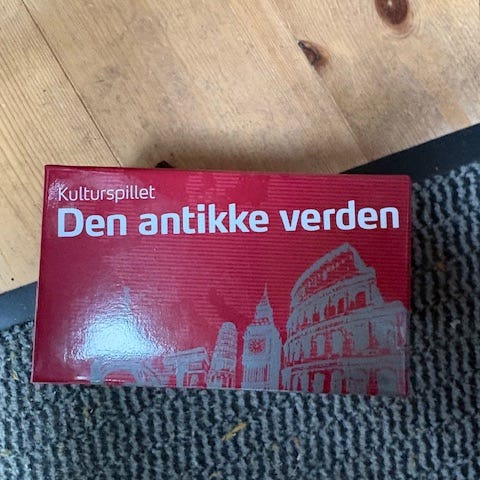 Kulturspillet
Den antikke verden